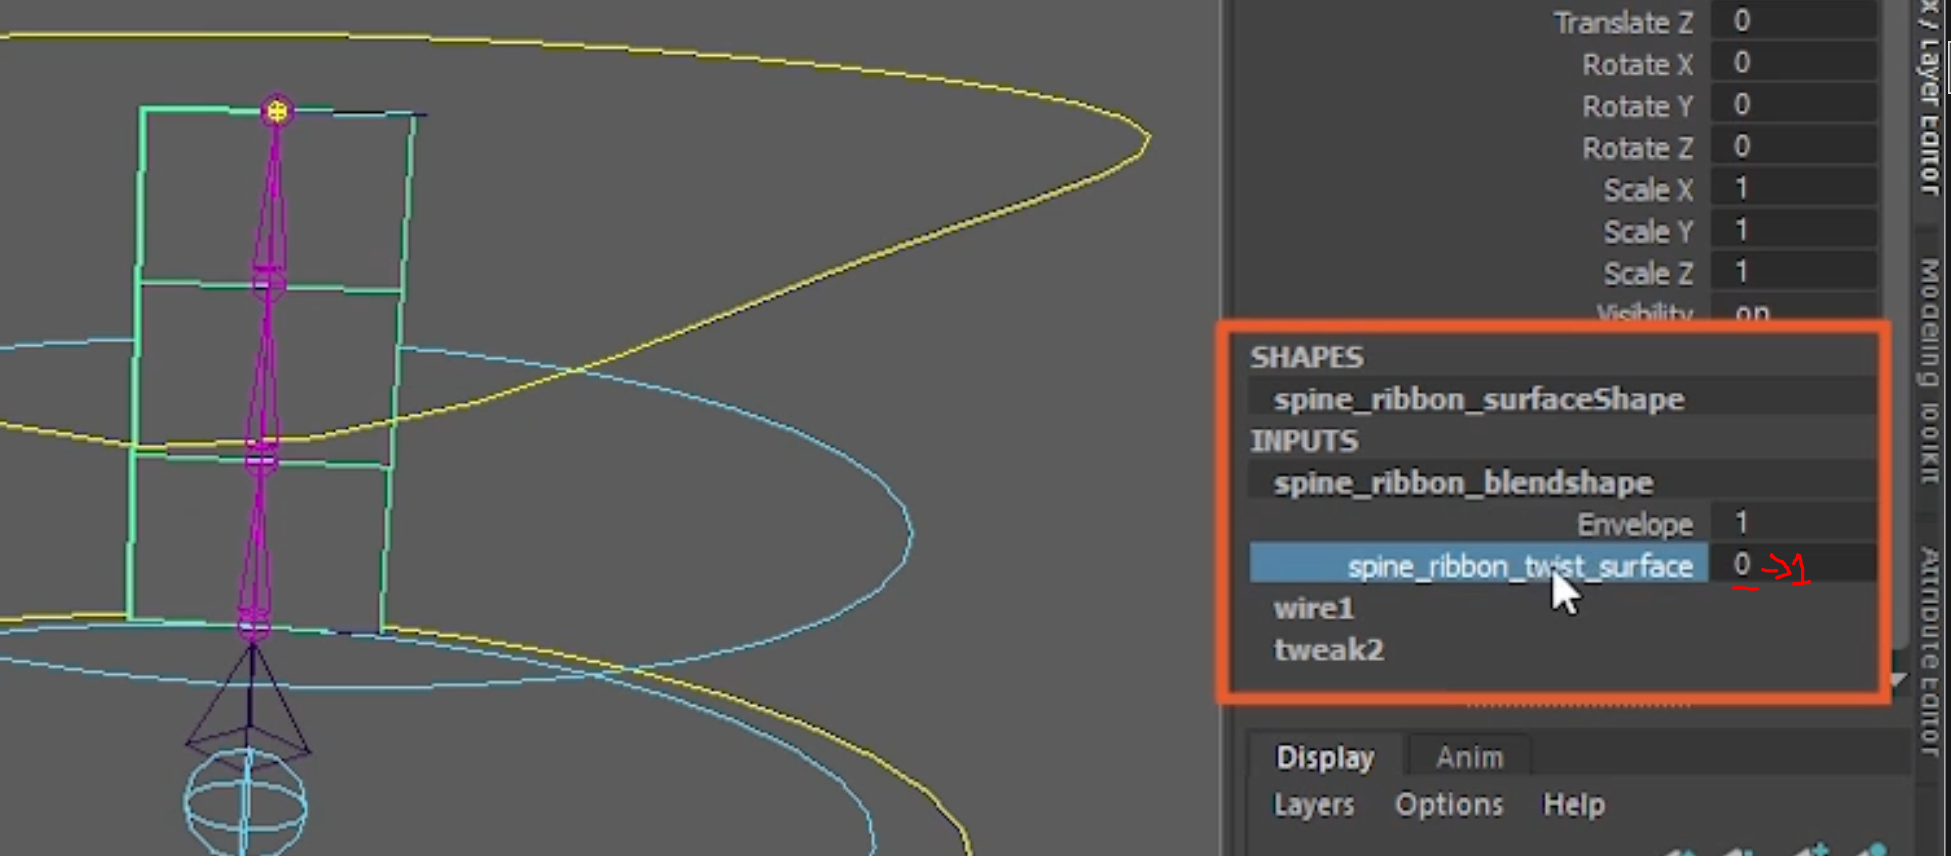 Translate Z 0
Rotate X 0
Rotate Y 0
Rotate Z 0
Scale X 1
Scale Y 1
Scale Z 1
Visibility on
SHAPES
spine_ribbon_surfaceShape
INPUTS
spine_ribbon_blendshape
Envelope 1
spine_ribbon_twist_surface 0 → 1
wire1
tweak2
Display Anim
Layers Options Help
/ Layer Editor
Modeling Toolkit
Attribute Editor